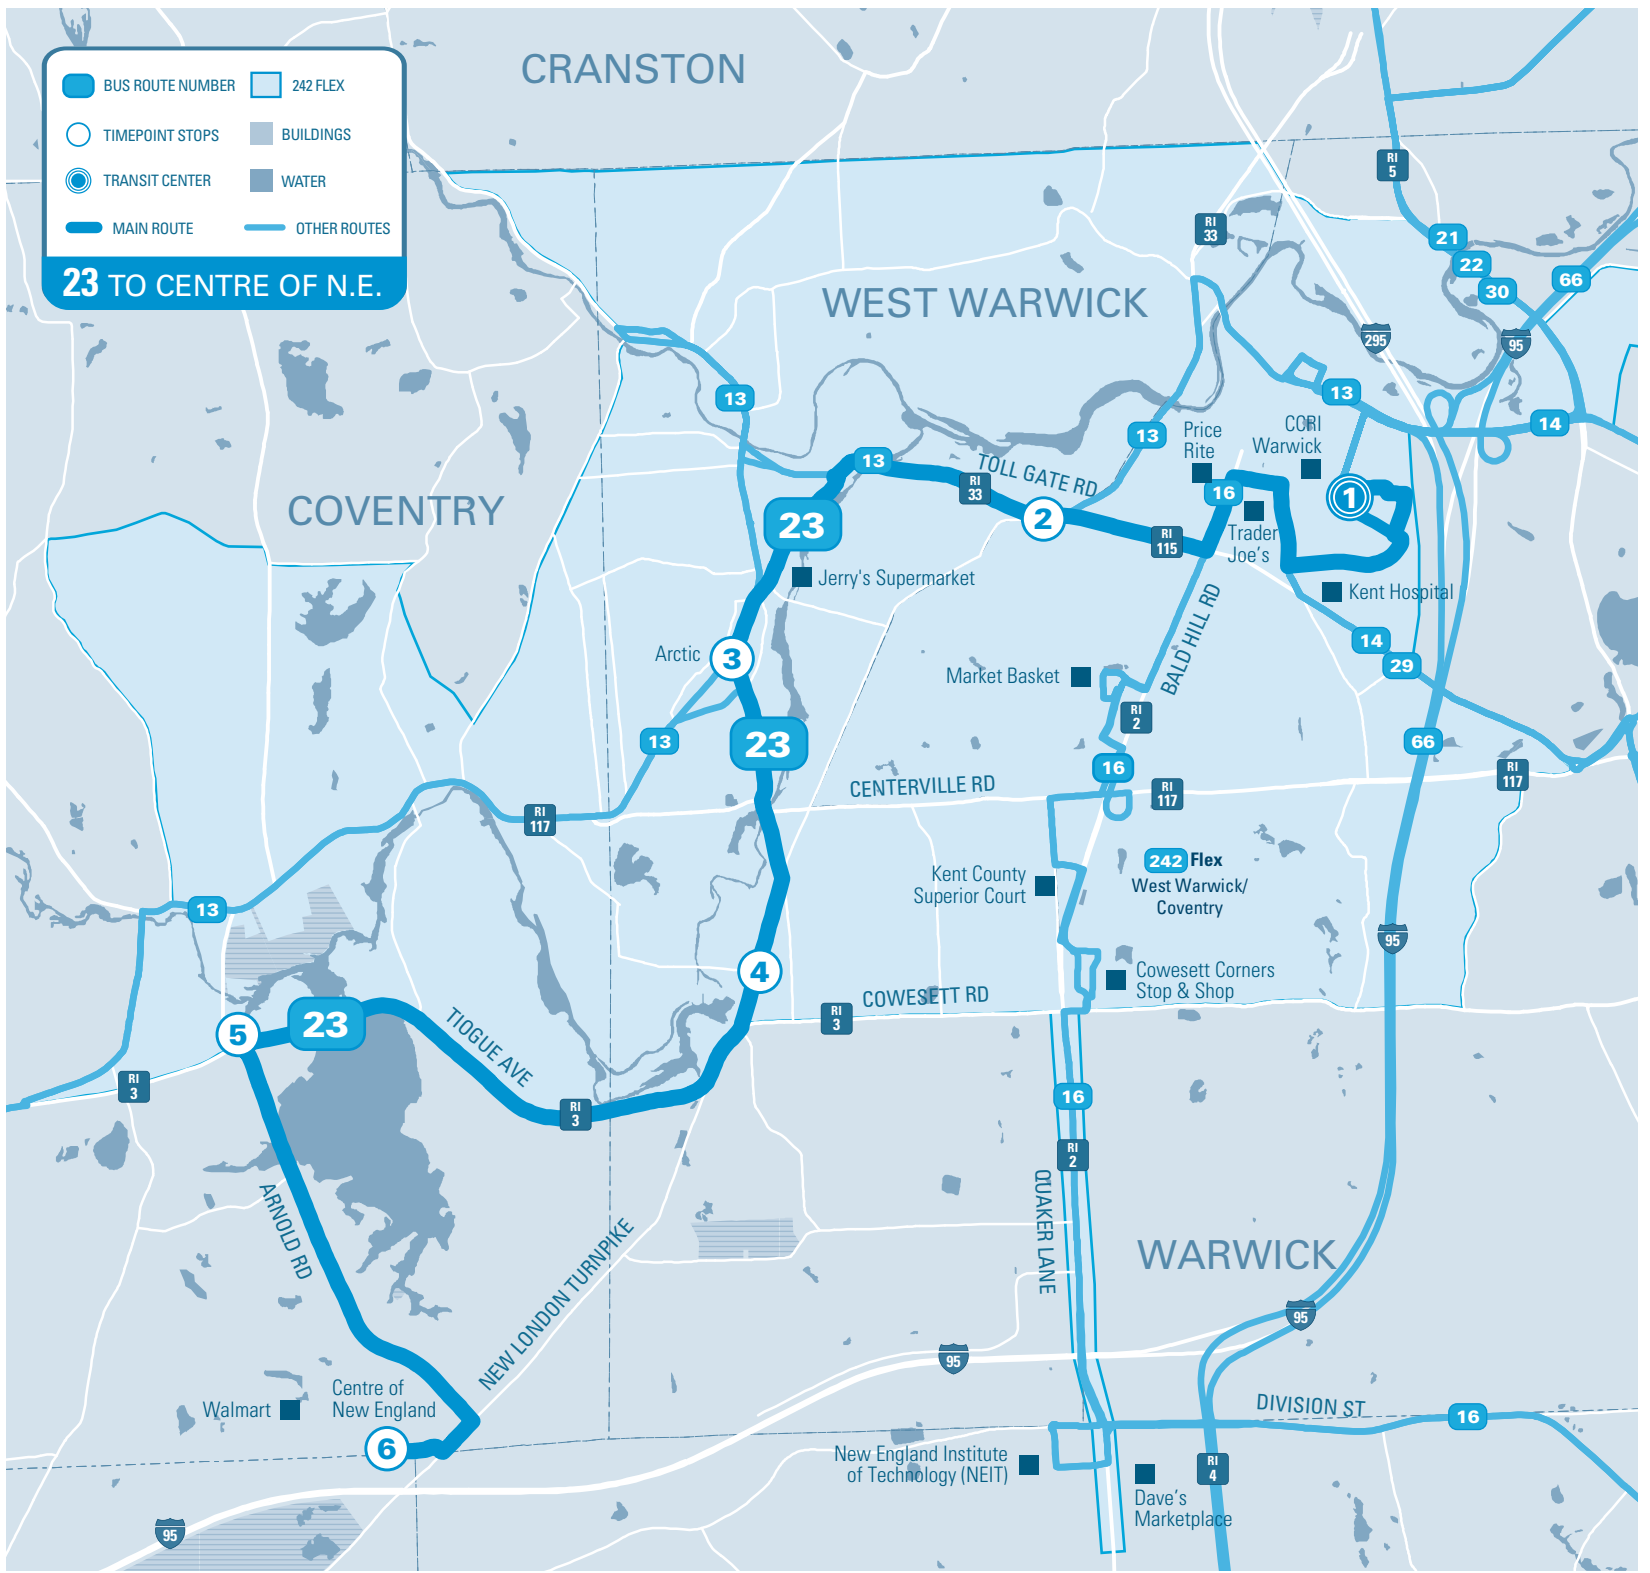 CRANSTON
BUS ROUTE NUMBER
242 FLEX
TIMEPOINT STOPS
BUILDINGS
TRANSIT CENTER
WATER
MAIN ROUTE
OTHER ROUTES
23 TO CENTRE OF N.E.
RI
5
RI
33
21
22
30
66
WEST WARWICK
295
95
13
13
14
13
Price
Rite
CCRI
Warwick
13
TOLL GATE RD
RI
33
16
1
COVENTRY
23
2
RI
115
Trader
Joe's
Jerry's Supermarket
Kent Hospital
BALD HILL RD
Arctic
3
14
29
Market Basket
RI
2
13
23
66
16
CENTERVILLE RD
RI
117
RI
117
RI
117
242 Flex
West Warwick/
Coventry
Kent County
Superior Court
13
95
4
Cowesett Corners
Stop & Shop
COWESETT RD
RI
3
5
23
TIOGUE AVE
RI
3
RI
3
16
RI
2
ARNOLD RD
QUAKER LANE
NEW LONDON TURNPIKE
WARWICK
95
95
Centre of
New England
Walmart
DIVISION ST
16
6
New England Institute
of Technology (NEIT)
RI
4
Dave's
Marketplace
95